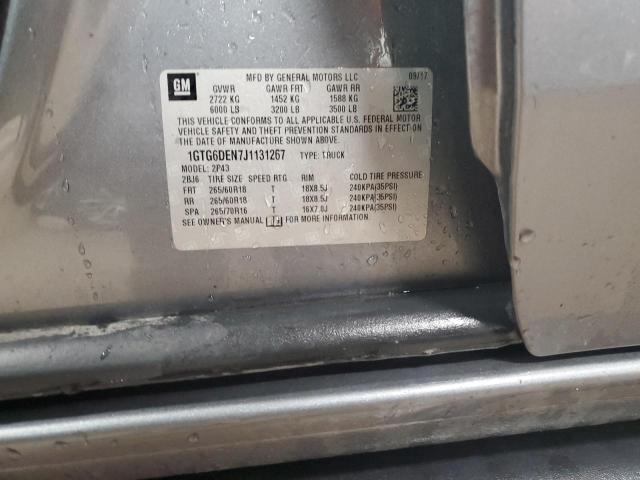 GM
MFD BY GENERAL MOTORS LLC 09/17
GVWR GAWR FRT GAWR RR
2722 KG 1452 KG 1588 KG
6000 LB 3200 LB 3500 LB
THIS VEHICLE CONFORMS TO ALL APPLICABLE U.S. FEDERAL MOTOR
VEHICLE SAFETY AND THEFT PREVENTION STANDARDS IN EFFECT ON
THE DATE OF MANUFACTURE SHOWN ABOVE.
1GTG6DEN7J1131267 TYPE: TRUCK
MODEL: 2P43
2BJ6 TIRE SIZE SPEED RTG RIM COLD TIRE PRESSURE
FRT 265/60R18 T 18X8.5J 240KPA(35PSI)
RR 265/60R18 T 18X8.5J 240KPA(35PSI)
SPA 265/70R16 T 16X7.0J 240KPA(35PSI)
SEE OWNER'S MANUAL FOR MORE INFORMATION.